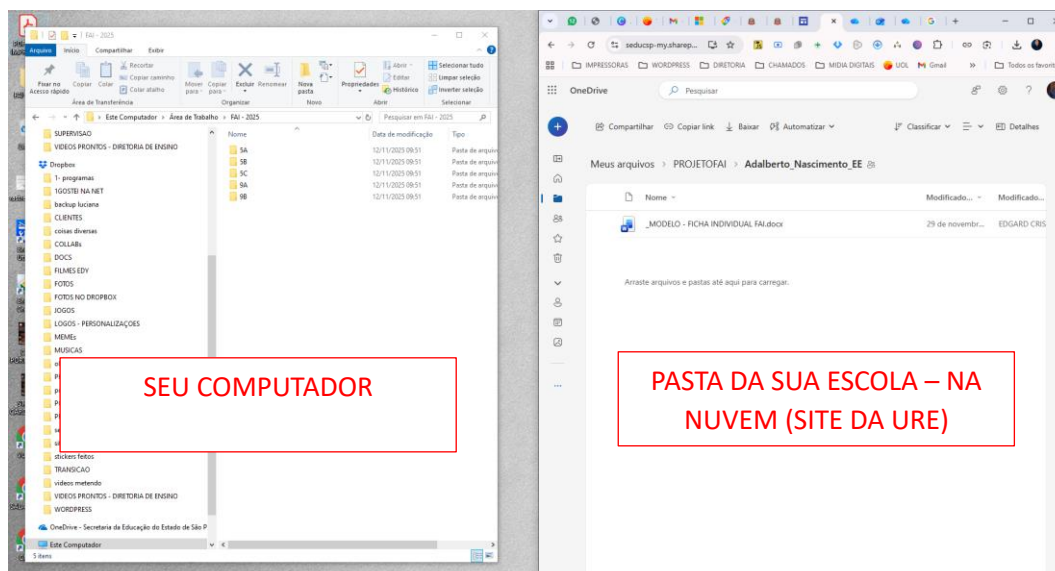 FAI - 2025
Arquivo Início Compartilhar Exibir
Fixar no Acesso rápido
Copiar
Colar
Recortar
Copiar caminho
Colar atalho
Mover para
Copiar para
Excluir
Renomear
Nova pasta
Propriedades
Abrir
Editar
Histórico
Selecionar tudo
Limpar seleção
Inverter seleção
Área de Transferência Organizar Novo Abrir Selecionar
Este Computador > Área de Trabalho > FAI - 2025
Pesquisar em FAI - 2025
SUPERVISAO
VIDEOS PRONTOS - DIRETORIA DE ENSINO
Dropbox
1- programas
1GOSTEI NA NET
backup luciana
CLIENTES
coisas diversas
COLLABs
DOCS
FILMES EDY
FOTOS
FOTOS NO DROPBOX
JOGOS
LOGOS - PERSONALIZAÇOES
MEMEs
MUSICAS
stickers feitos
TRANSICAO
videos metendo
VIDEOS PRONTOS - DIRETORIA DE ENSINO
WORDPRESS
OneDrive - Secretaria da Educação do Estado de São P
Este Computador
5 itens
Nome Data de modificação Tipo
5A 12/11/2025 09:51 Pasta de arquiv
5B 12/11/2025 09:51 Pasta de arquiv
5C 12/11/2025 09:51 Pasta de arquiv
9A 12/11/2025 09:51 Pasta de arquiv
9B 12/11/2025 09:51 Pasta de arquiv
SEU COMPUTADOR
seducsp-my.sharep...
IMPRESSORAS WORDPRESS DIRETORIA CHAMADOS MIDIA DIGITAIS UOL Gmail » Todos os favorit
OneDrive
Pesquisar
Compartilhar Copiar link Baixar Automatizar Classificar Detalhes
Meus arquivos > PROJETOFAI > Adalberto_Nascimento_EE
Nome Modificado... Modificado...
_MODELO - FICHA INDIVIDUAL FAI.docx 29 de novembr... EDGARD CRIS
Arraste arquivos e pastas até aqui para carregar.
PASTA DA SUA ESCOLA – NA
NUVEM (SITE DA URE)